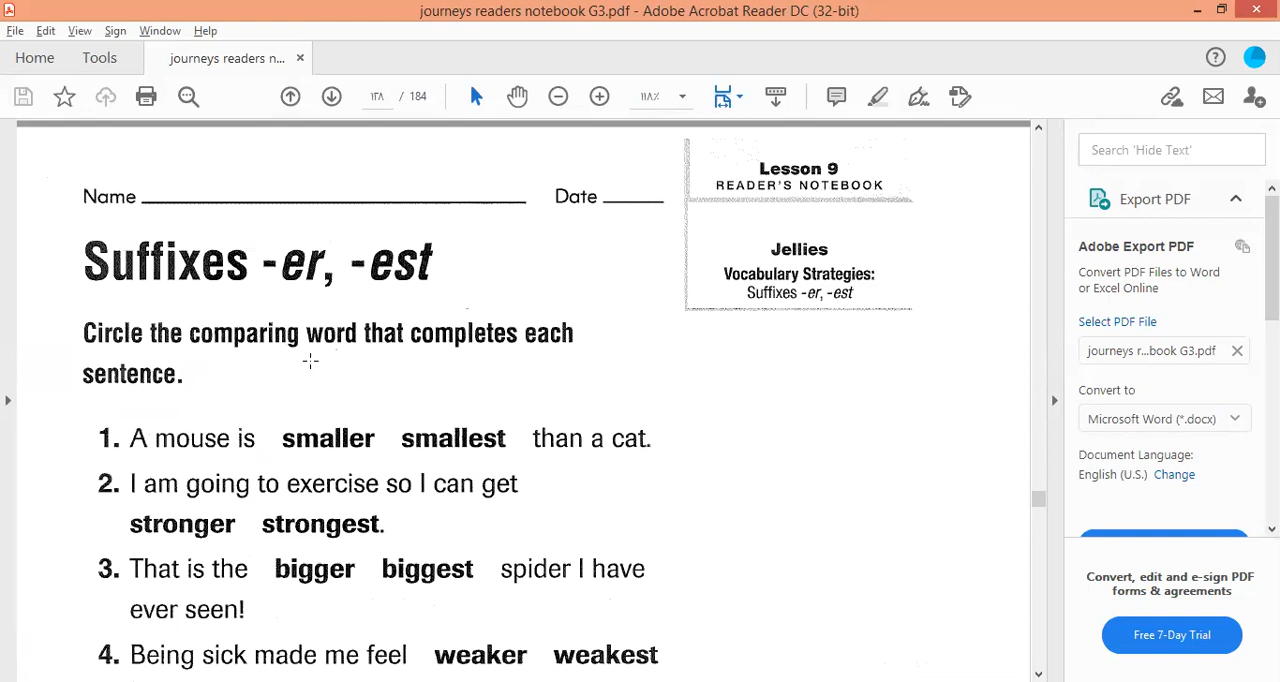 journeys readers notebook G3.pdf - Adobe Acrobat Reader DC (32-bit)
File Edit View Sign Window Help
Home Tools journeys readers n... ×
١٣٨ / 184 ١١٨٪
Name Date
Lesson 9
READER'S NOTEBOOK
Suffixes -er, -est
Jellies
Vocabulary Strategies:
Suffixes -er, -est
Circle the comparing word that completes each
sentence.
1. A mouse is smaller smallest than a cat.
2. I am going to exercise so I can get
stronger strongest.
3. That is the bigger biggest spider I have
ever seen!
4. Being sick made me feel weaker weakest
Search 'Hide Text'
Export PDF
Adobe Export PDF
Convert PDF Files to Word
or Excel Online
Select PDF File
journeys r...book G3.pdf
Convert to
Microsoft Word (*.docx)
Document Language:
English (U.S.) Change
Convert, edit and e-sign PDF
forms & agreements
Free 7-Day Trial